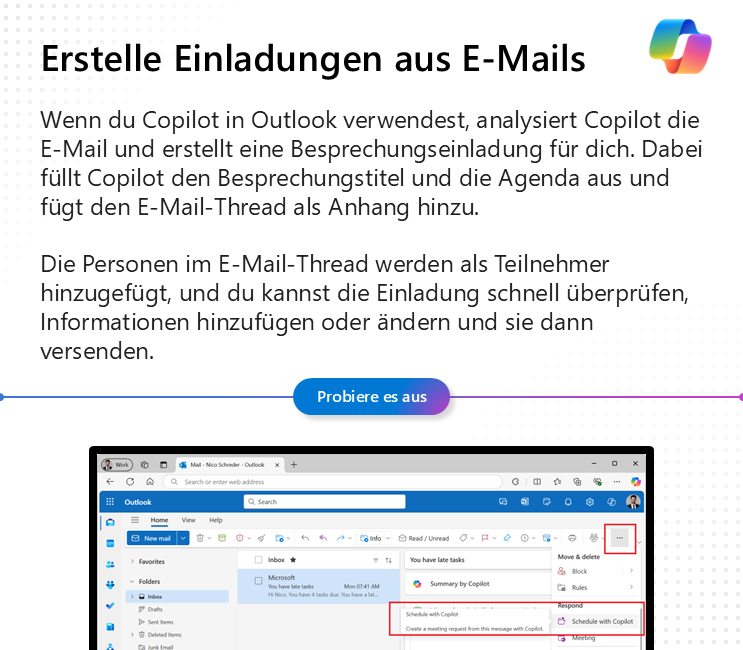 Erstelle Einladungen aus E-Mails
Wenn du Copilot in Outlook verwendest, analysiert Copilot die
E-Mail und erstellt eine Besprechungseinladung für dich. Dabei
füllt Copilot den Besprechungstitel und die Agenda aus und
fügt den E-Mail-Thread als Anhang hinzu.
Die Personen im E-Mail-Thread werden als Teilnehmer
hinzugefügt, und du kannst die Einladung schnell überprüfen,
Informationen hinzufügen oder ändern und sie dann
versenden.
Probiere es aus
Work
Mail - Nico Schreder - Outlook
Search or enter web address
Outlook
Search
Home View Help
New mail
Info
Read / Unread
Favorites
Folders
Inbox
Drafts
Sent Items
Deleted Items
Junk Email
Inbox
Microsoft
You have late tasks Mon 07:41 AM
Hi Nico. You have 4 tasks due. You have a lat...
You have late tasks
Summary by Copilot
Schedule with Copilot
Create a meeting request from this message with Copilot.
Move & delete
Block
Rules
Respond
Schedule with Copilot
Meeting